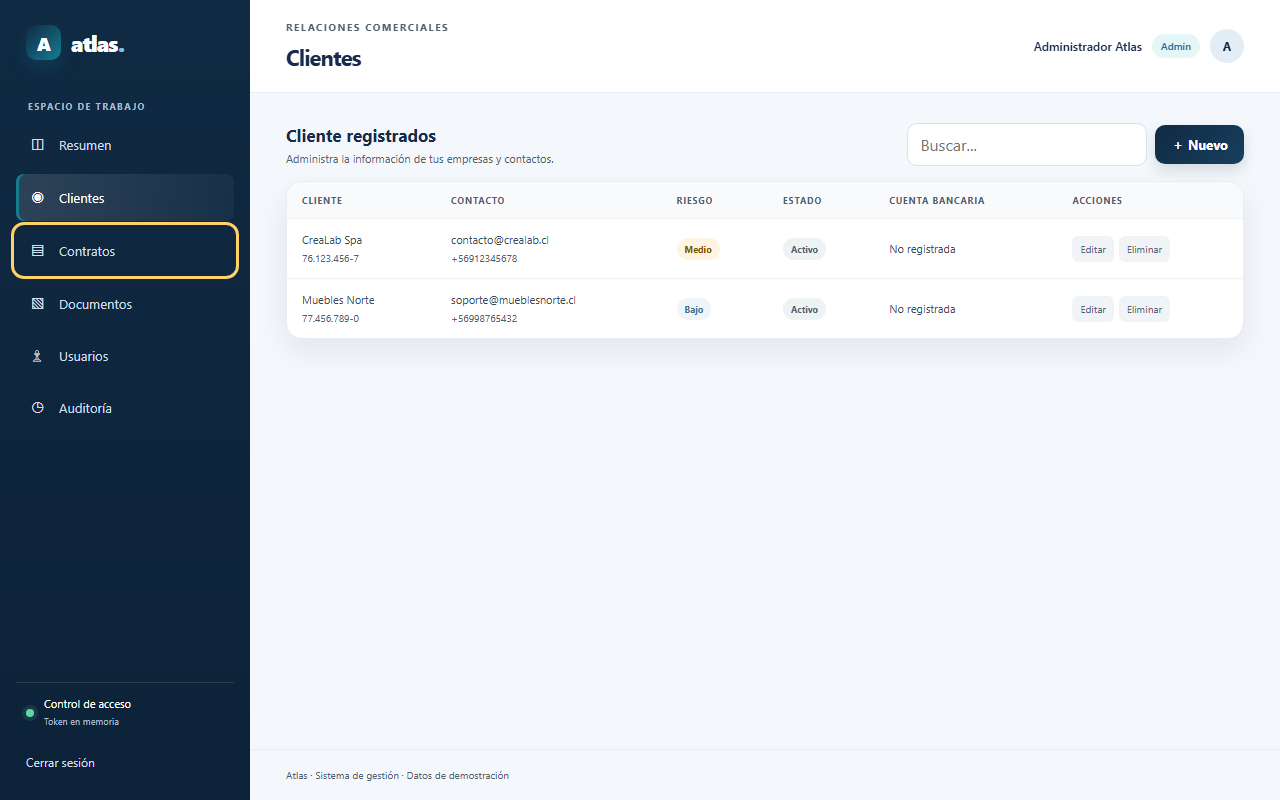 A atlas.
ESPACIO DE TRABAJO
Resumen
Clientes
Contratos
Documentos
Usuarios
Auditoría
Control de acceso
Token en memoria
Cerrar sesión
RELACIONES COMERCIALES
Clientes
Administrador Atlas Admin A
Cliente registrados
Administra la información de tus empresas y contactos.
Buscar...
+ Nuevo
CLIENTE CONTACTO RIESGO ESTADO CUENTA BANCARIA ACCIONES
CreaLab Spa contacto@crealab.cl Medio Activo No registrada Editar Eliminar
76.123.456-7 +56912345678
Muebles Norte soporte@mueblesnorte.cl Bajo Activo No registrada Editar Eliminar
77.456.789-0 +56998765432
Atlas · Sistema de gestión · Datos de demostración